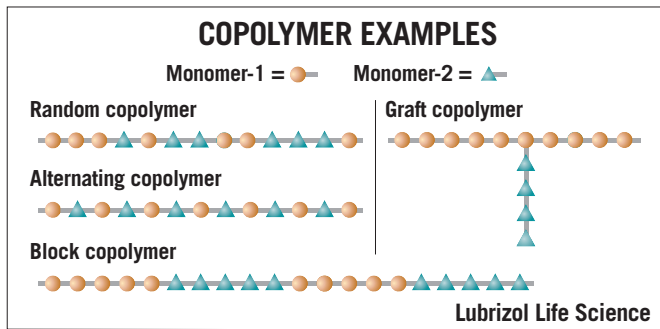 COPOLYMER EXAMPLES
Monomer-1 = Monomer-2 =
Random copolymer
Graft copolymer
Alternating copolymer
Block copolymer
Lubrizol Life Science